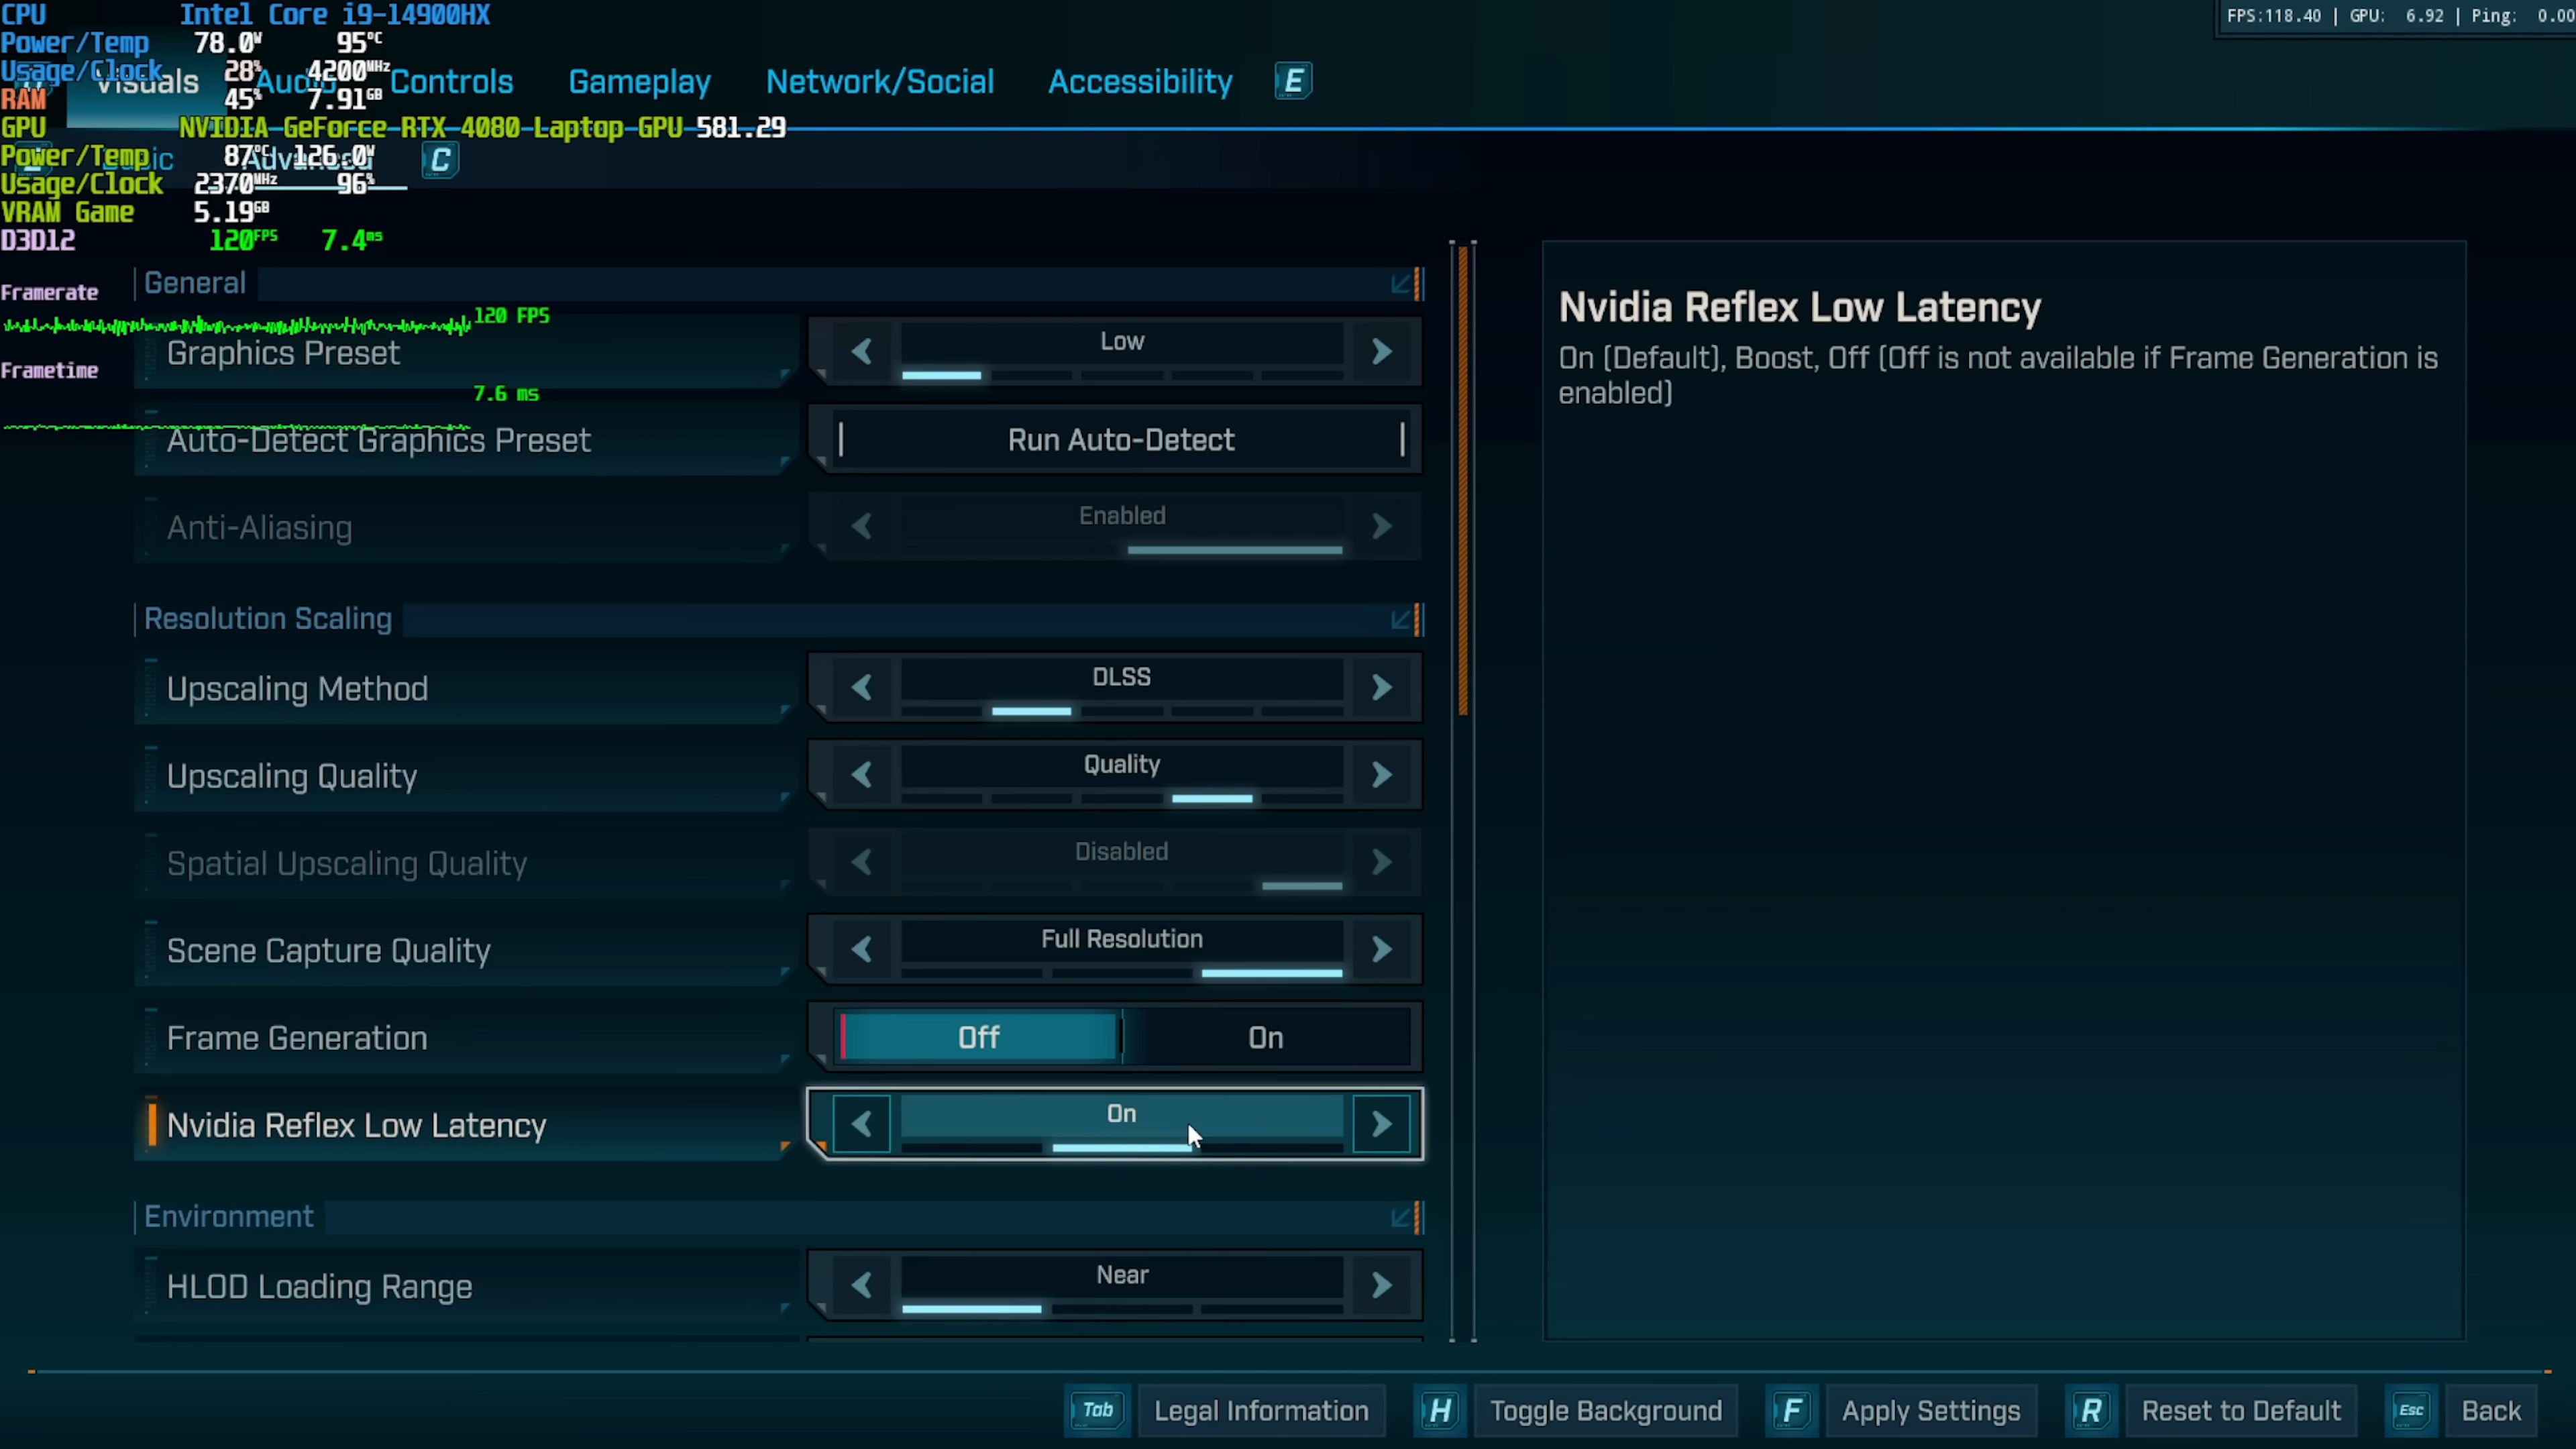 CPU Intel Core i9-14900HX
FPS:118.40 | GPU: 6.92 | Ping: 0.00
Power/Temp 78.0W 95°C
Usage/Clock 28% 4200MHz
Visuals Audio Controls Gameplay Network/Social Accessibility E
RAM 45% 7.91GB
GPU NVIDIA GeForce RTX 4080 Laptop GPU 581.29
Power/Temp 87°C 126.0W
Basic Advanced C
Usage/Clock 2370MHz 96%
VRAM Game 5.19GB
D3D12 120FPS 7.4ms
General
Framerate 120 FPS
Graphics Preset Low
Frametime 7.6 ms
Auto-Detect Graphics Preset Run Auto-Detect
Anti-Aliasing Enabled
Resolution Scaling
Upscaling Method DLSS
Upscaling Quality Quality
Spatial Upscaling Quality Disabled
Scene Capture Quality Full Resolution
Frame Generation Off On
Nvidia Reflex Low Latency On
Environment
HLOD Loading Range Near
Nvidia Reflex Low Latency
On (Default), Boost, Off (Off is not available if Frame Generation is
enabled)
Tab Legal Information H Toggle Background F Apply Settings R Reset to Default Esc Back